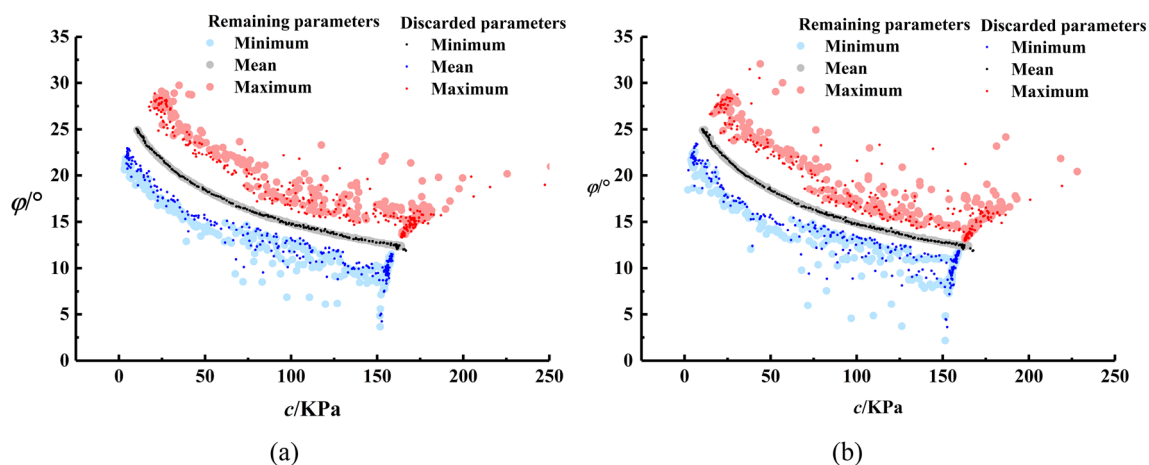 Remaining parameters Discarded parameters
Minimum Minimum
Mean Mean
Maximum Maximum
35
30
25
20
15
10
5
0
φ/°
0 50 100 150 200 250
c/KPa
(a)
Remaining parameters Discarded parameters
Minimum Minimum
Mean Mean
Maximum Maximum
35
30
25
20
15
10
5
0
φ/°
0 50 100 150 200 250
c/KPa
(b)